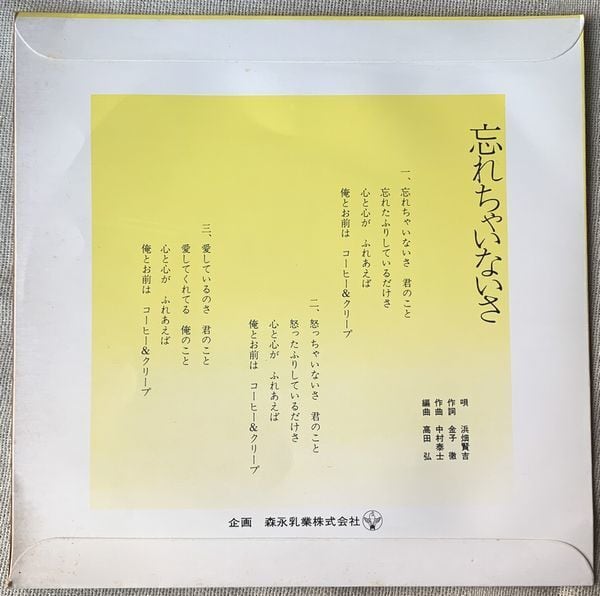 忘れちゃいないさ
一、忘れちゃいないさ 君のこと
忘れたふりしているだけさ
心と心が ふれあえば
俺とお前は コーヒー&クリープ
二、怒っちゃいないさ 君のこと
怒ったふりしているだけさ
心と心が ふれあえば
俺とお前は コーヒー&クリープ
三、愛しているのさ 君のこと
愛してくれてる 俺のこと
心と心が ふれあえば
俺とお前は コーヒー&クリープ
唄 浜畑賢吉
作詞 金子 徹
作曲 中村泰士
編曲 高田 弘
企画 森永乳業株式会社